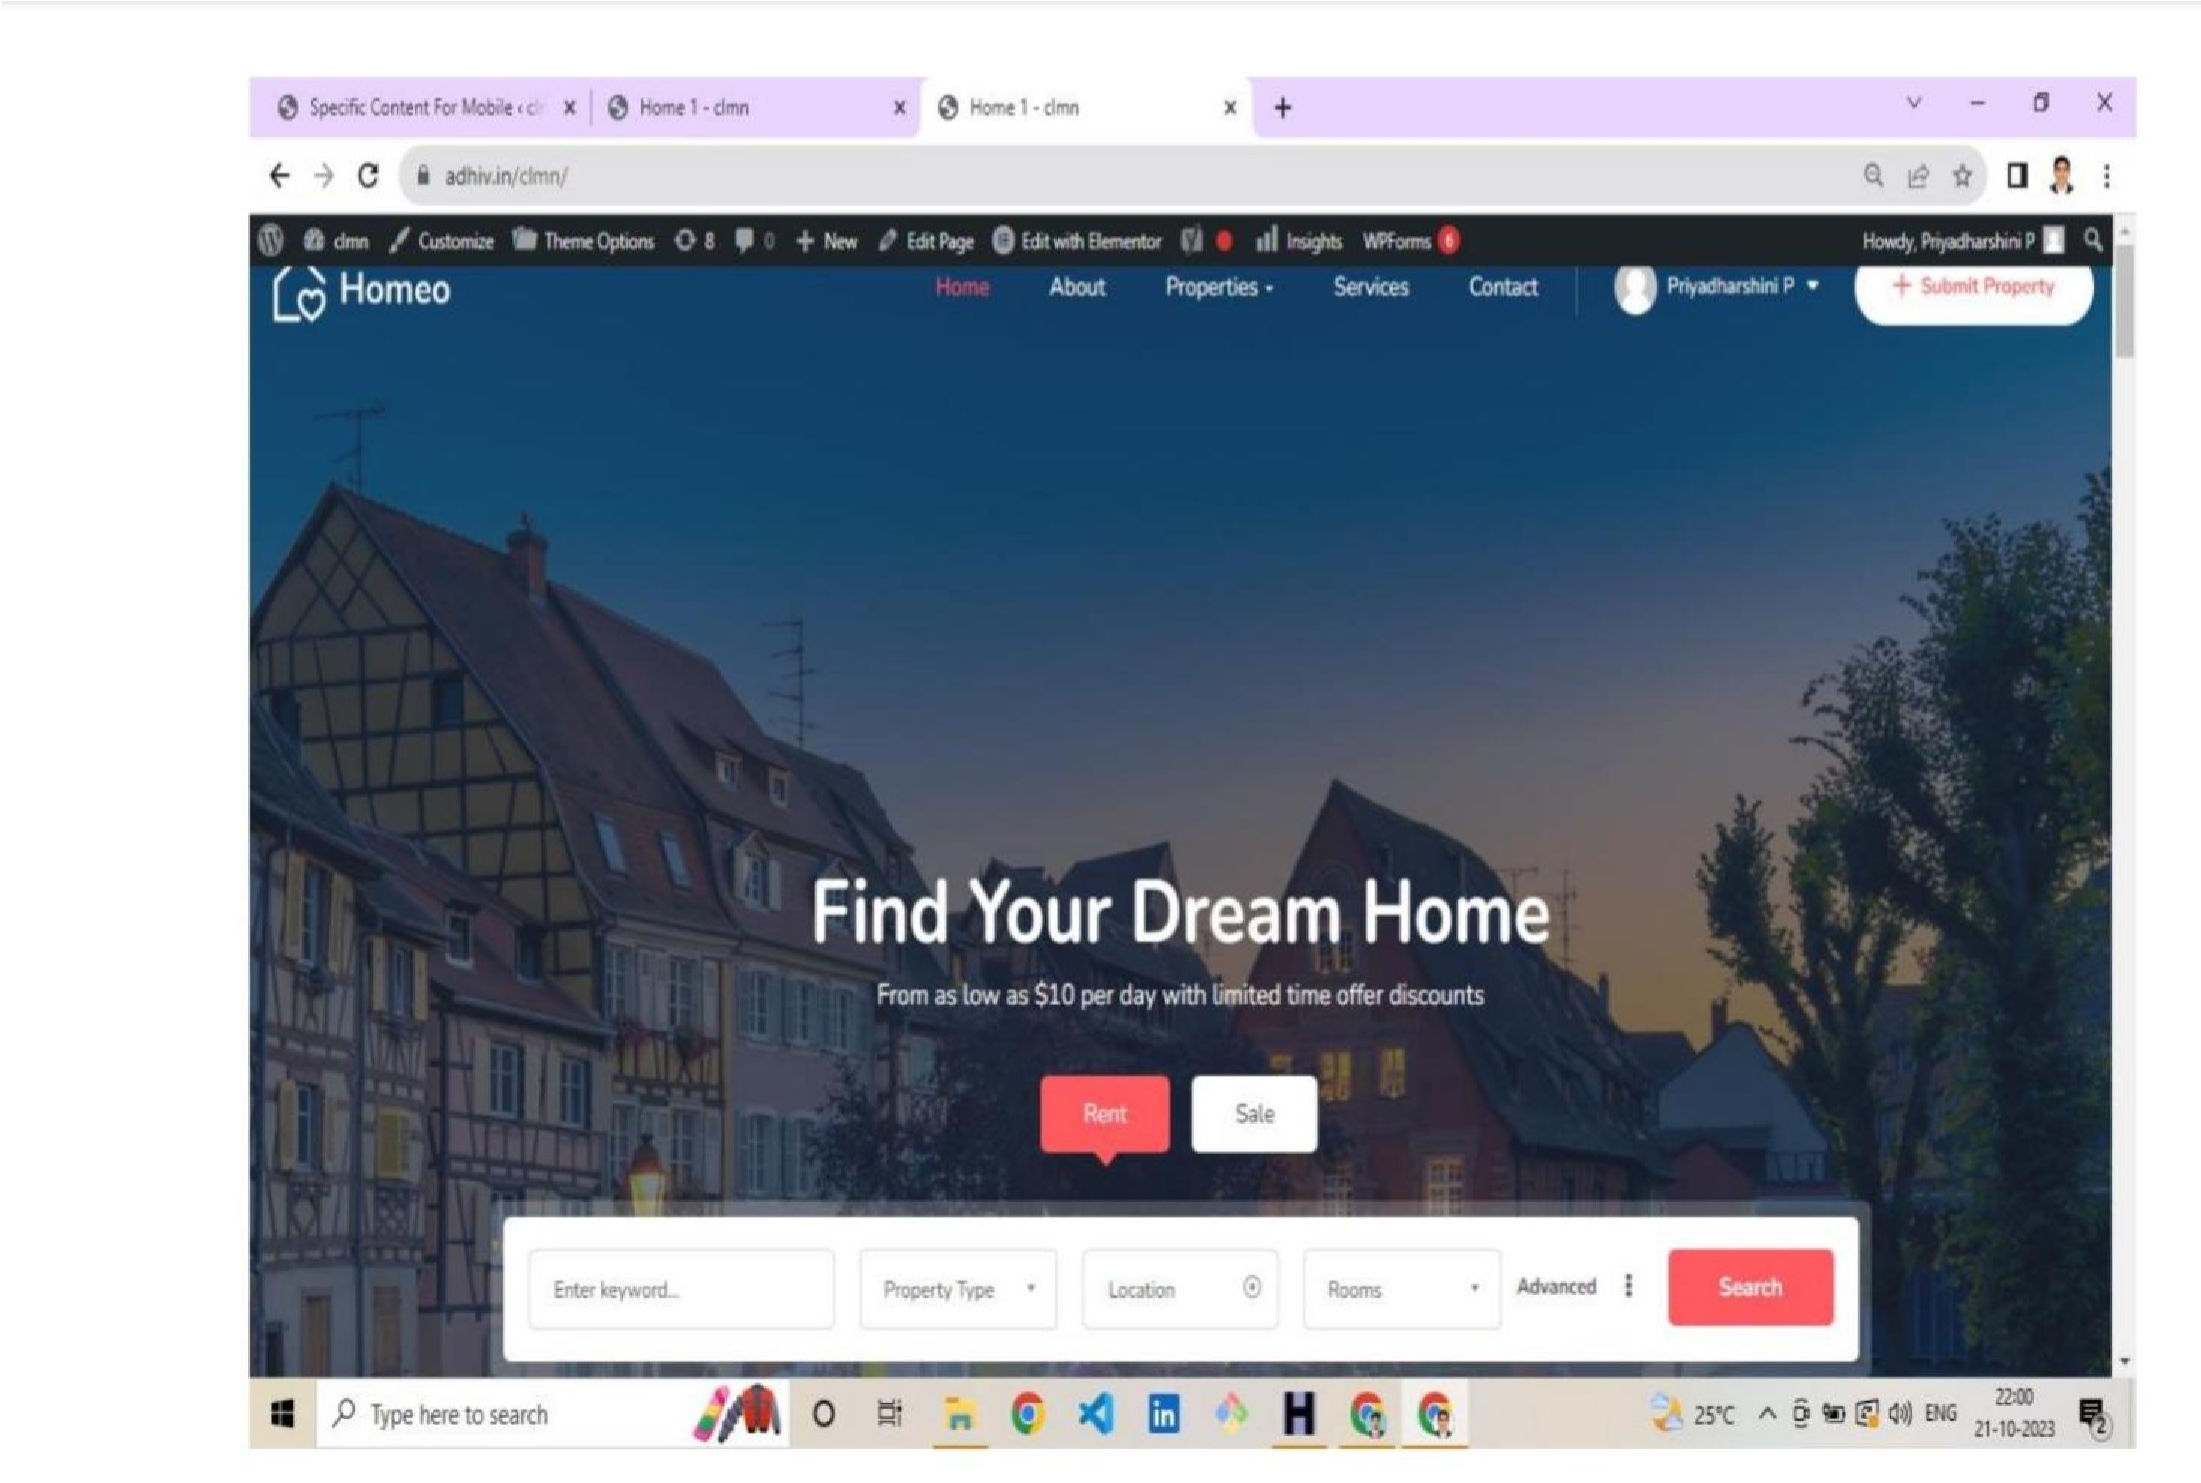 Specific Content For Mobile ‹ cl
Home 1 - clmn
Home 1 - clmn
adhiv.in/clmn/
clmn Customize Theme Options 8 0 New Edit Page Edit with Elementor Insights WPForms 6 Howdy, Priyadharshini P
Homeo Home About Properties Services Contact Priyadharshini P + Submit Property
Find Your Dream Home
From as low as $10 per day with limited time offer discounts
Rent Sale
Enter keyword... Property Type Location Rooms Advanced Search
Type here to search 25°C ENG 22:00
21-10-2023 2